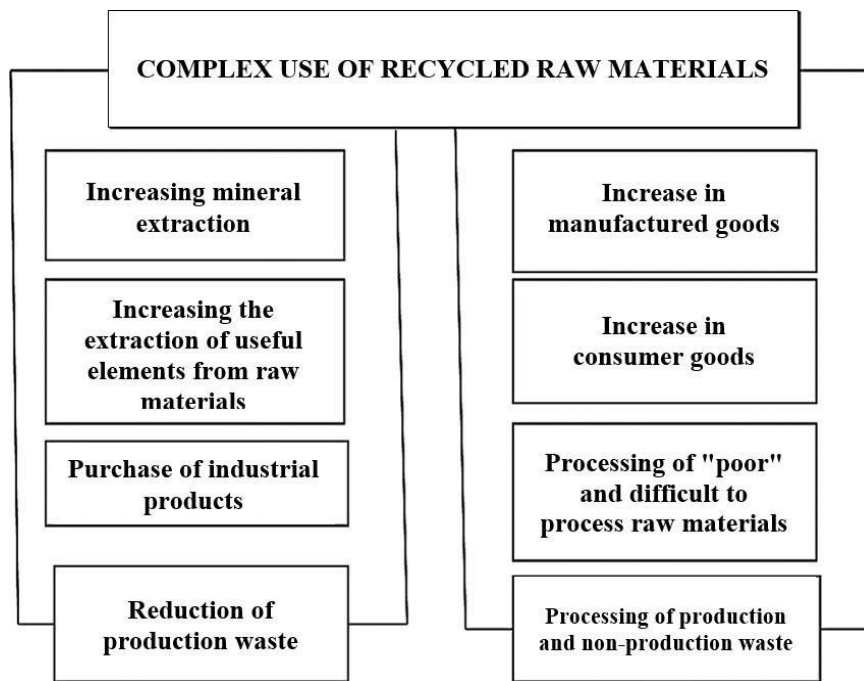 COMPLEX USE OF RECYCLED RAW MATERIALS
Increasing mineral
extraction
Increasing the
extraction of useful
elements from raw
materials
Purchase of industrial
products
Reduction of
production waste
Increase in
manufactured goods
Increase in
consumer goods
Processing of "poor"
and difficult to
process raw materials
Processing of production
and non-production waste